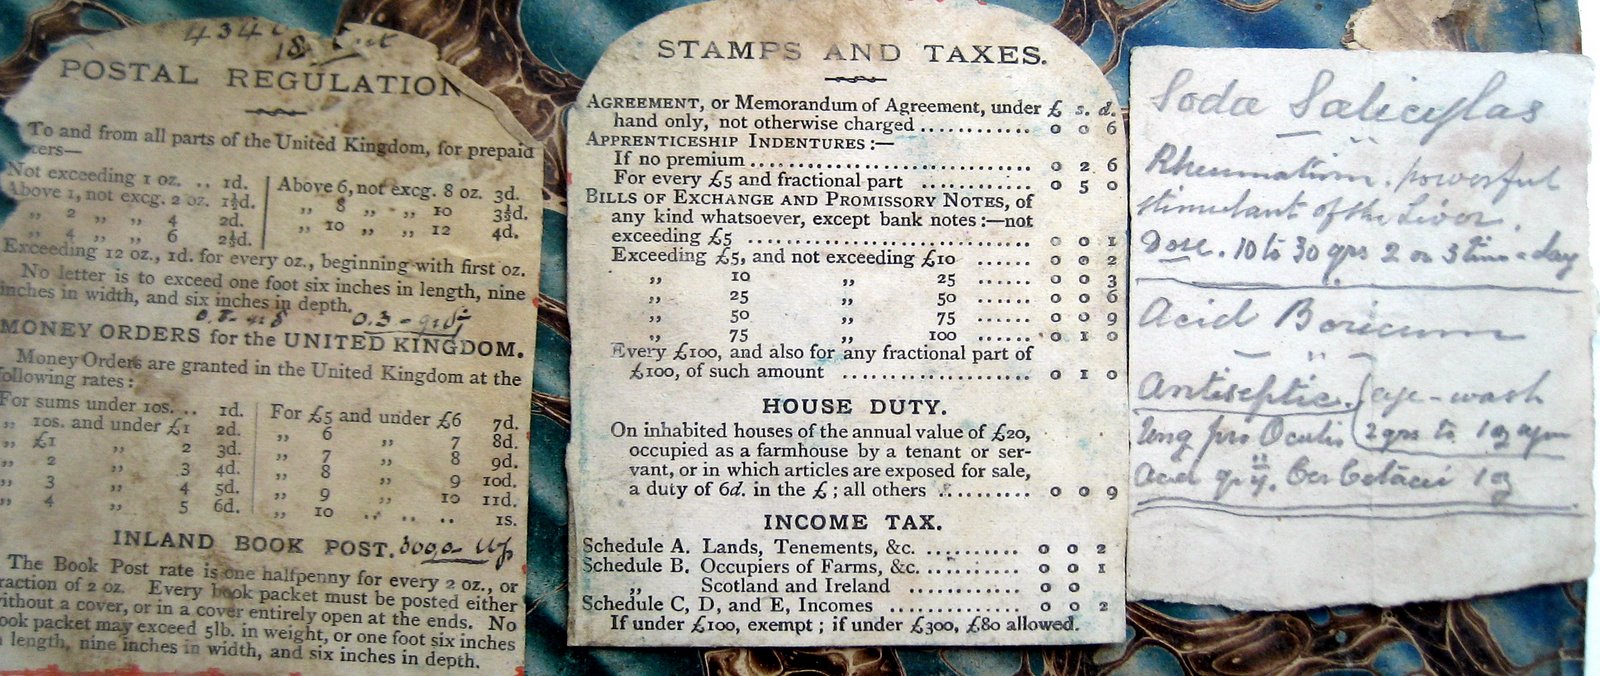 434
POSTAL REGULATION
To and from all parts of the United Kingdom, for prepaid
ters—
Not exceeding 1 oz. .. 1d.
Above 1, not excg. 2 oz. 1½d.
„ 2 „ „ 4 2d.
„ 4 „ „ 6 2½d.
Above 6, not excg. 8 oz. 3d.
„ 8 „ „ 10 3½d.
„ 10 „ „ 12 4d.
Exceeding 12 oz., 1d. for every oz., beginning with first oz.
No letter is to exceed one foot six inches in length, nine
inches in width, and six inches in depth.
MONEY ORDERS for the UNITED KINGDOM.
Money Orders are granted in the United Kingdom at the
following rates:
For sums under 10s. .. 1d.
„ 10s. and under £1 2d.
„ £1 „ 2 3d.
„ 2 „ 3 4d.
„ 3 „ 4 5d.
„ 4 „ 5 6d.
For £5 and under £6 7d.
„ 6 „ 7 8d.
„ 7 „ 8 9d.
„ 8 „ 9 10d.
„ 9 „ 10 11d.
„ 10 .. .. .. 1s.
INLAND BOOK POST.
The Book Post rate is one halfpenny for every 2 oz., or
raction of 2 oz. Every book packet must be posted either
without a cover, or in a cover entirely open at the ends. No
ook packet may exceed 5lb. in weight, or one foot six inches
n length, nine inches in width, and six inches in depth.
STAMPS AND TAXES.
AGREEMENT, or Memorandum of Agreement, under £ s. d.
hand only, not otherwise charged ............ 0 0 6
APPRENTICESHIP INDENTURES:—
If no premium .................................. 0 2 6
For every £5 and fractional part ............ 0 5 0
BILLS OF EXCHANGE AND PROMISSORY NOTES, of
any kind whatsoever, except bank notes:—not
exceeding £5 .................................. 0 0 1
Exceeding £5, and not exceeding £10 ...... 0 0 2
„ 10 „ 25 ...... 0 0 3
„ 25 „ 50 ...... 0 0 6
„ 50 „ 75 ...... 0 0 9
„ 75 „ 100 ...... 0 1 0
Every £100, and also for any fractional part of
£100, of such amount ...................... 0 1 0
HOUSE DUTY.
On inhabited houses of the annual value of £20,
occupied as a farmhouse by a tenant or ser-
vant, or in which articles are exposed for sale,
a duty of 6d. in the £; all others .......... 0 0 9
INCOME TAX.
Schedule A. Lands, Tenements, &c. .......... 0 0 2
Schedule B. Occupiers of Farms, &c. .......... 0 0 1
„ Scotland and Ireland .......... 0 0
Schedule C, D, and E, Incomes .............. 0 0 2
If under £100, exempt; if under £300, £80 allowed.
Soda Salicylas
Rheumatism. powerful
stimulant of the Liver.
Dose. 10 to 30 grs 2 or 3 time a day
Acid Boricum
Antiseptic. eye-wash
Ung pro Oculis 2 grs to 1 oz
Acid gr ij. Cetacei 1 oz